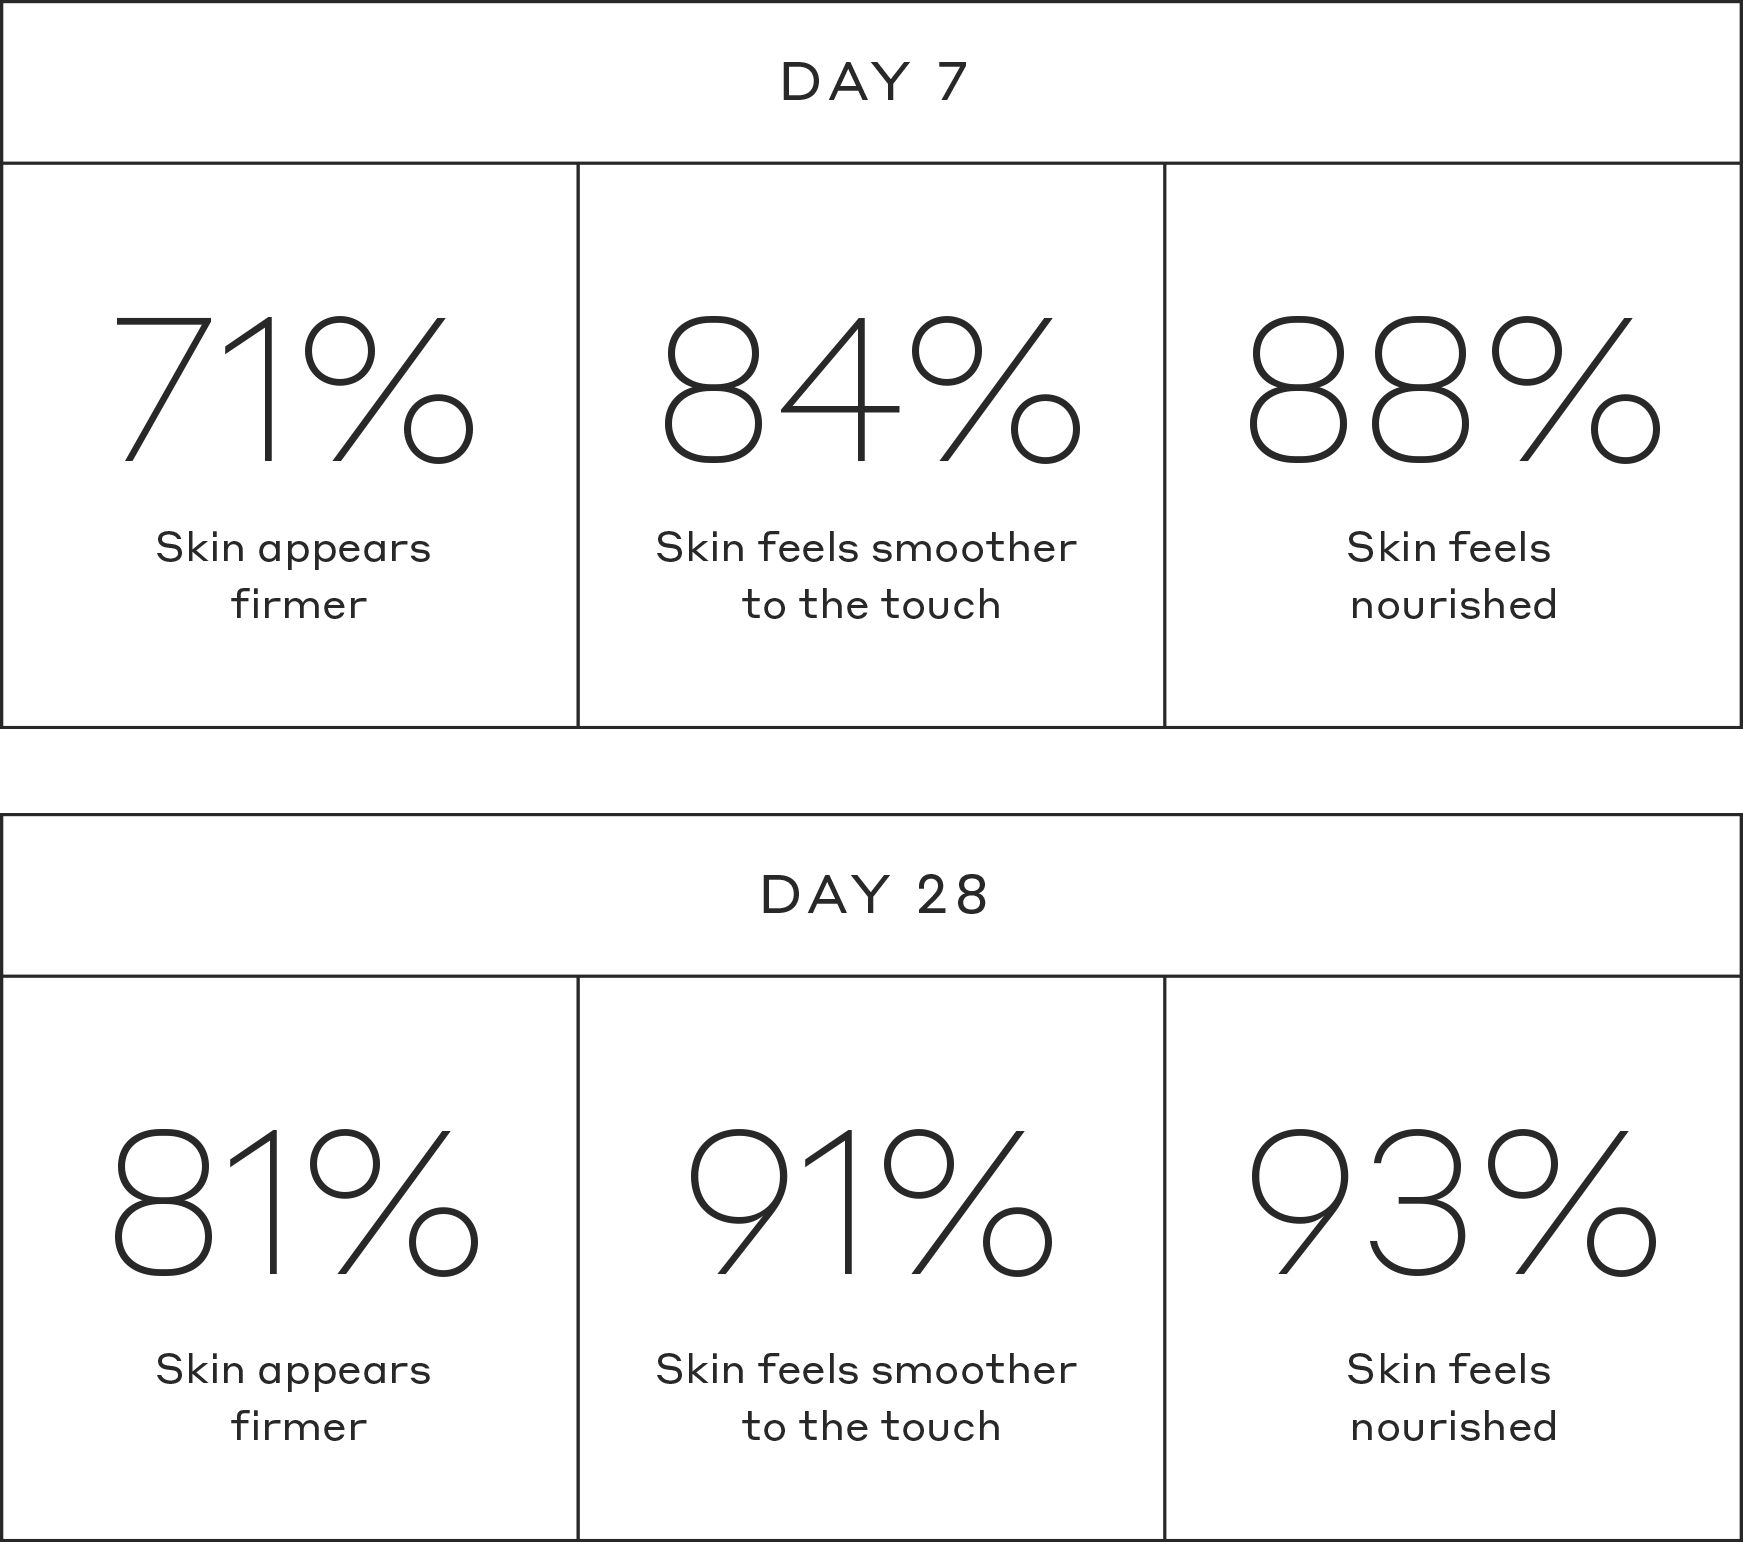 DAY 7
71%
Skin appears
firmer
84%
Skin feels smoother
to the touch
88%
Skin feels
nourished
DAY 28
81%
Skin appears
firmer
91%
Skin feels smoother
to the touch
93%
Skin feels
nourished